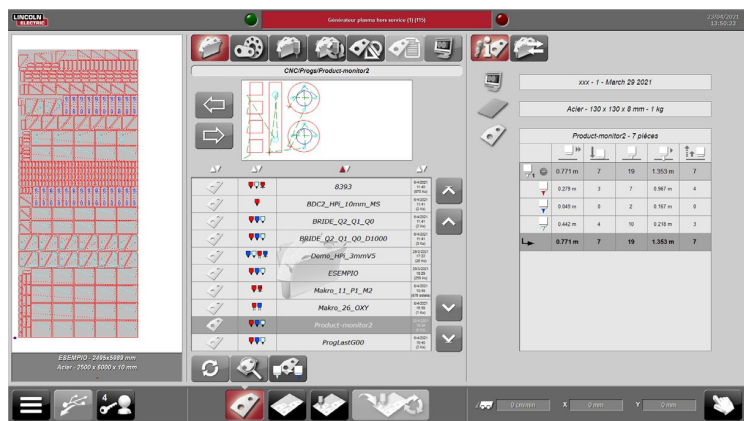 LINCOLN
ELECTRIC
Générateur plasma hors service (1) (115)
23/04/2021
13:50:23
CNC/Progs/Product-monitor2
8393
BDC2_HPi_10mm_MS
BRIDE_Q2_Q1_Q0
BRIDE_Q2_Q1_Q0_D1000
Demo_HPi_3mmV5
ESEMPIO
Makro_11_P1_M2
Makro_26_OXY
Product-monitor2
ProgLastG00
ESEMPIO - 2495x5989 mm
Acier - 2500 x 6000 x 10 mm
xxx - 1 - March 29 2021
Acier - 130 x 130 x 8 mm - 1 kg
Product-monitor2 - 7 pièces
0.771 m 7 19 1.353 m 7
0.279 m 3 7 0.967 m 4
0.049 m 0 2 0.167 m 0
0.442 m 4 10 0.218 m 3
0.771 m 7 19 1.353 m 7
4
0 cm/min X 0 mm Y 0 mm